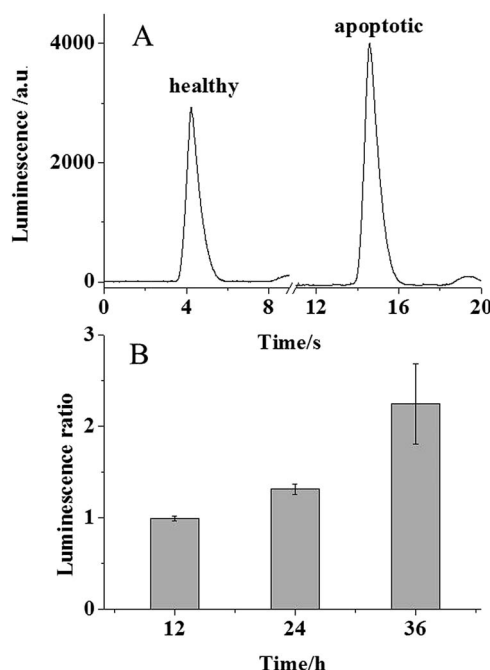 A
apoptotic
healthy
Luminescence /a.u.
4000
2000
0
0 4 8 12 16 20
Time/s
B
Luminescence ratio
3
2
1
0
12 24 36
Time/h